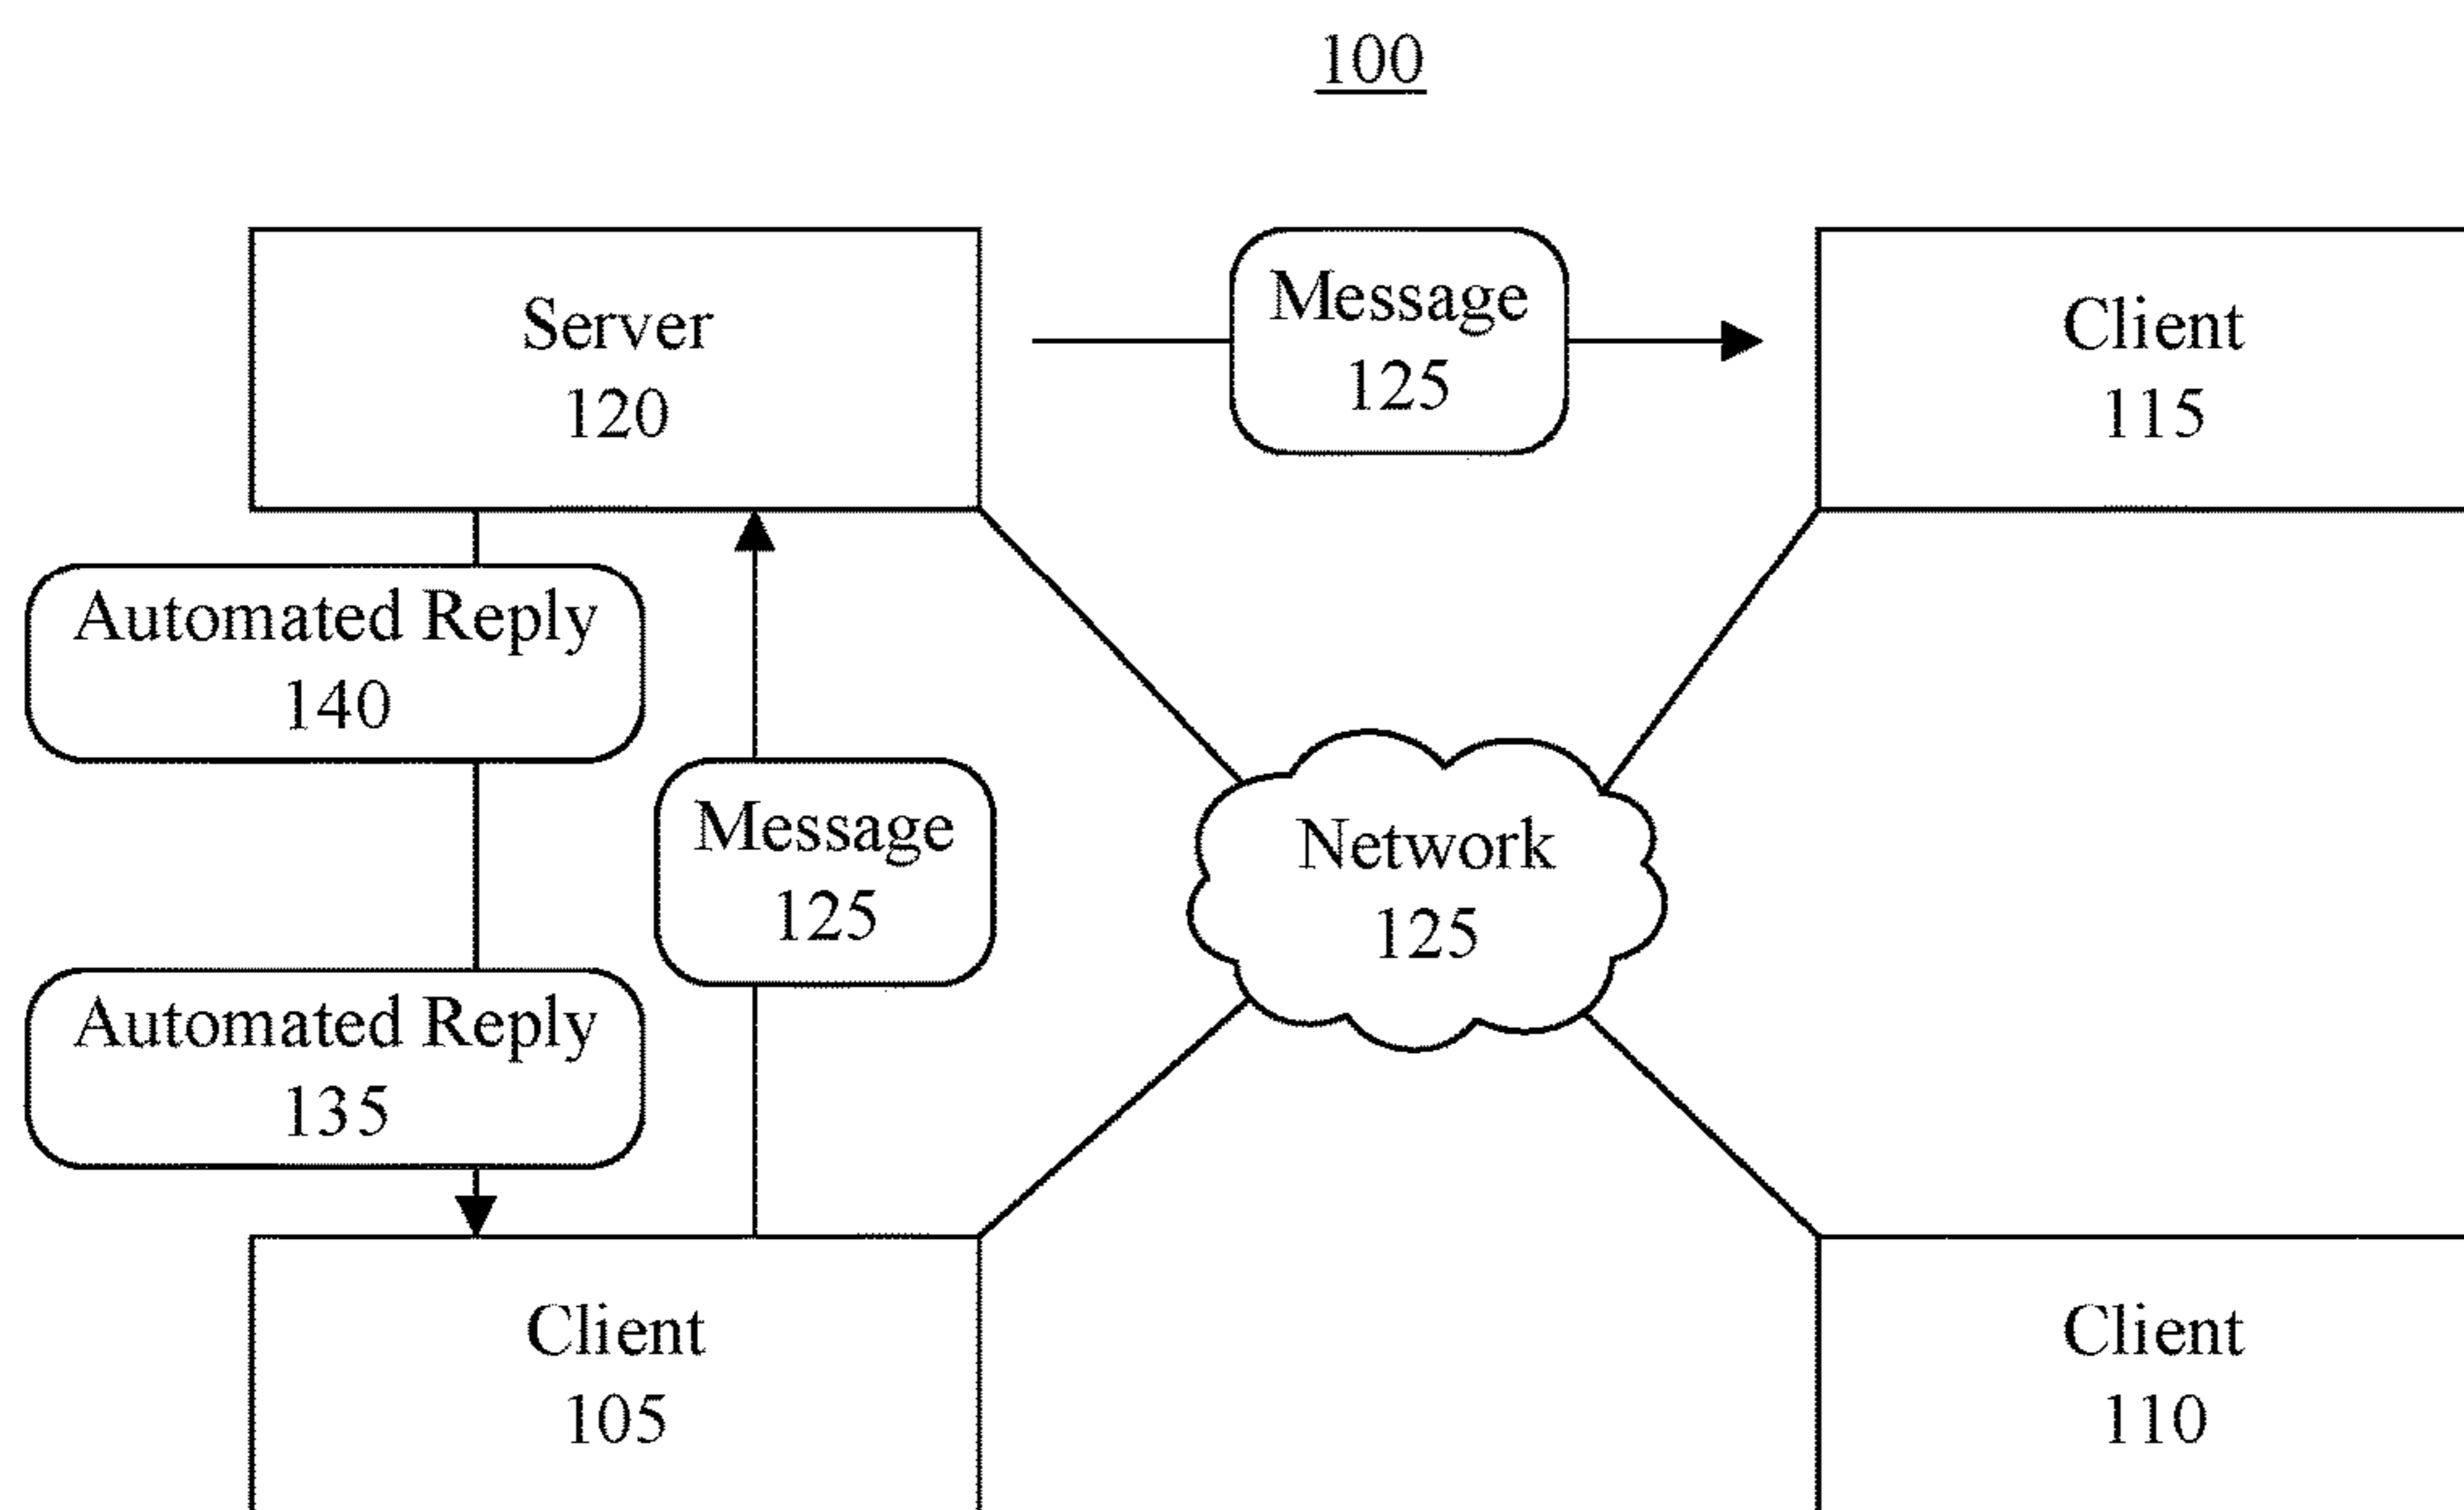 100
Server
120
Message
125
Client
115
Automated Reply
140
Message
125
Network
125
Automated Reply
135
Client
105
Client
110